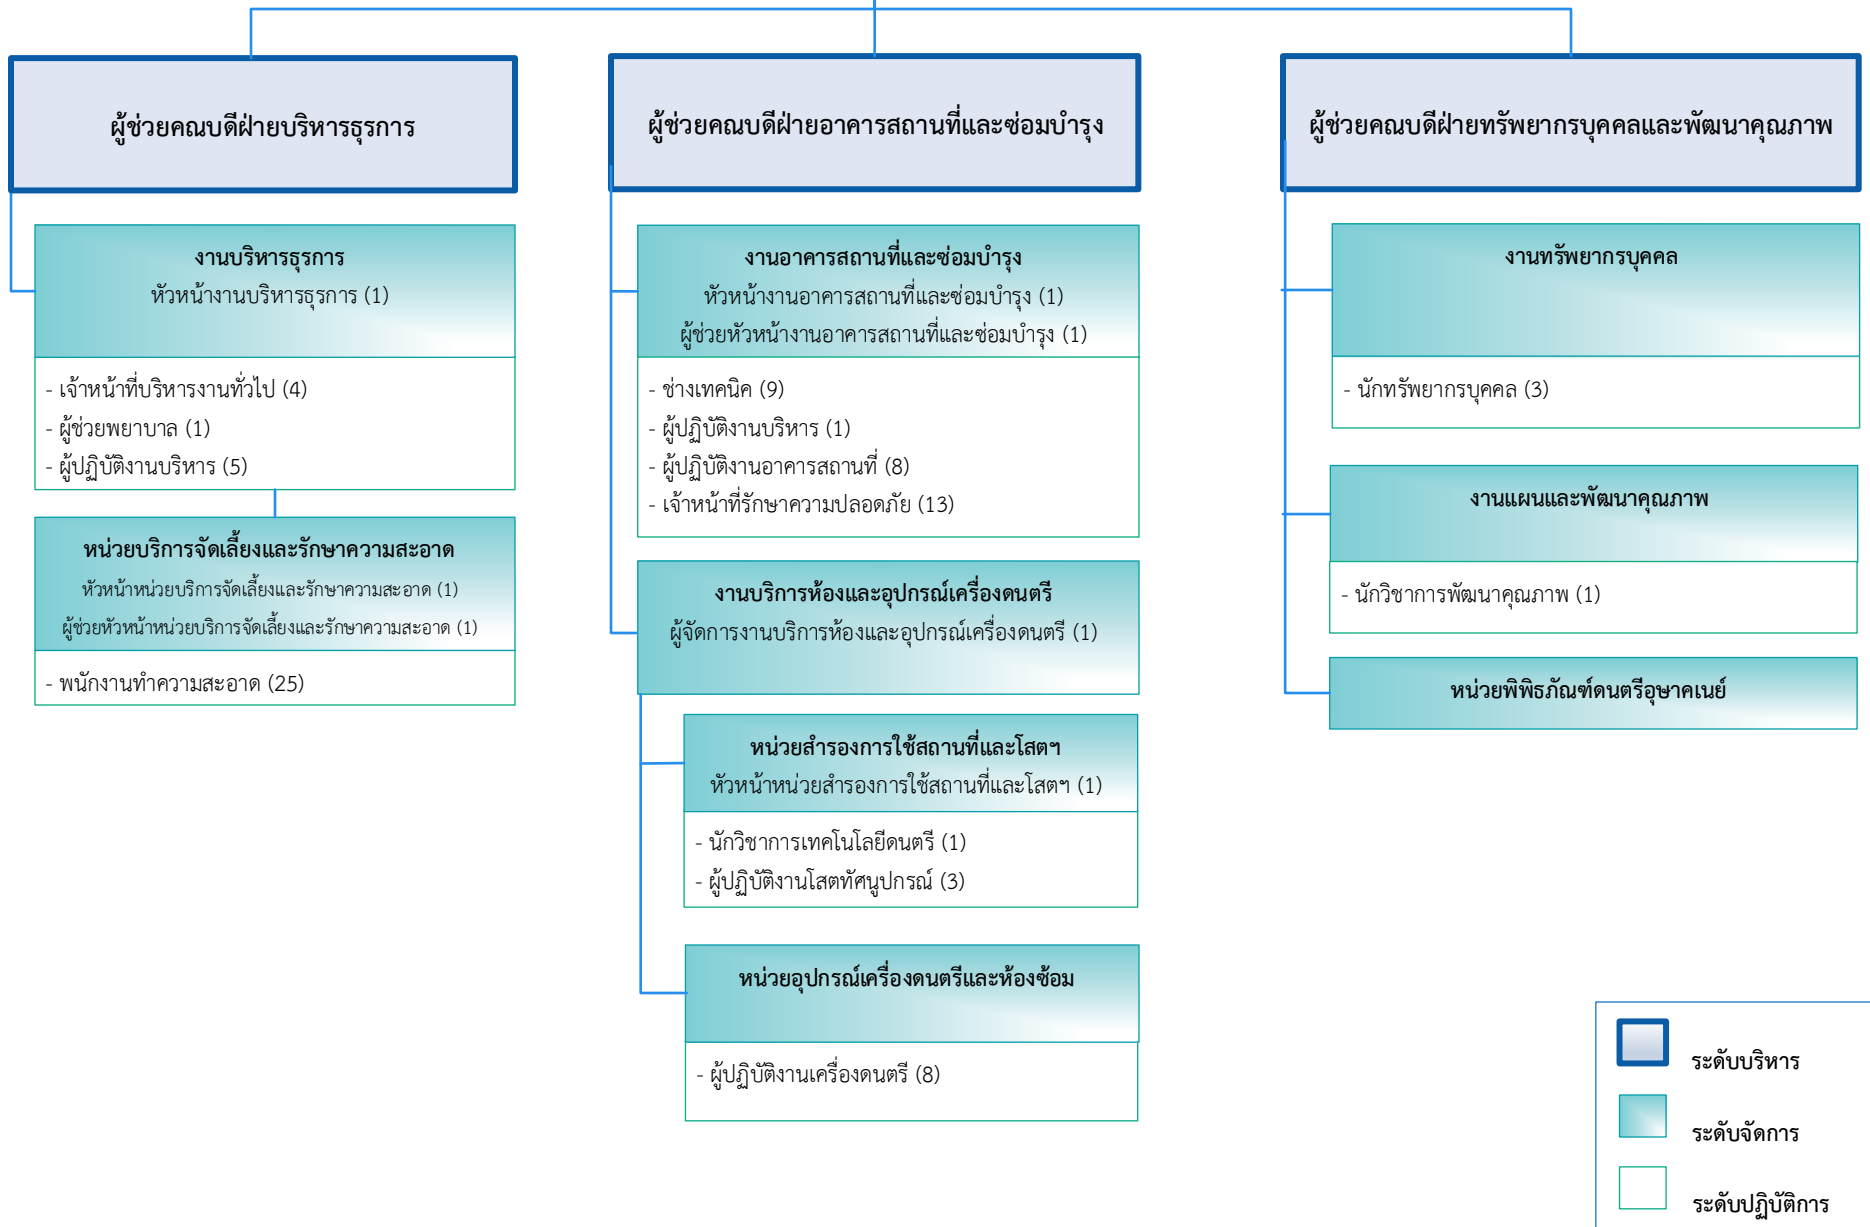 ผู้ช่วยคณบดีฝ่ายบริหารธุรการ
งานบริหารธุรการ
หัวหน้างานบริหารธุรการ (1)
- เจ้าหน้าที่บริหารงานทั่วไป (4)
- ผู้ช่วยพยาบาล (1)
- ผู้ปฏิบัติงานบริหาร (5)
หน่วยบริการจัดเลี้ยงและรักษาความสะอาด
หัวหน้าหน่วยบริการจัดเลี้ยงและรักษาความสะอาด (1)
ผู้ช่วยหัวหน้าหน่วยบริการจัดเลี้ยงและรักษาความสะอาด (1)
- พนักงานทำความสะอาด (25)
ผู้ช่วยคณบดีฝ่ายอาคารสถานที่และซ่อมบำรุง
งานอาคารสถานที่และซ่อมบำรุง
หัวหน้างานอาคารสถานที่และซ่อมบำรุง (1)
ผู้ช่วยหัวหน้างานอาคารสถานที่และซ่อมบำรุง (1)
- ช่างเทคนิค (9)
- ผู้ปฏิบัติงานบริหาร (1)
- ผู้ปฏิบัติงานอาคารสถานที่ (8)
- เจ้าหน้าที่รักษาความปลอดภัย (13)
งานบริการห้องและอุปกรณ์เครื่องดนตรี
ผู้จัดการงานบริการห้องและอุปกรณ์เครื่องดนตรี (1)
หน่วยสำรองการใช้สถานที่และโสตฯ
หัวหน้าหน่วยสำรองการใช้สถานที่และโสตฯ (1)
- นักวิชาการเทคโนโลยีดนตรี (1)
- ผู้ปฏิบัติงานโสตทัศนูปกรณ์ (3)
หน่วยอุปกรณ์เครื่องดนตรีและห้องซ้อม
- ผู้ปฏิบัติงานเครื่องดนตรี (8)
ผู้ช่วยคณบดีฝ่ายทรัพยากรบุคคลและพัฒนาคุณภาพ
งานทรัพยากรบุคคล
- นักทรัพยากรบุคคล (3)
งานแผนและพัฒนาคุณภาพ
- นักวิชาการพัฒนาคุณภาพ (1)
หน่วยพิพิธภัณฑ์ดนตรีอุษาคเนย์
ระดับบริหาร
ระดับจัดการ
ระดับปฏิบัติการ